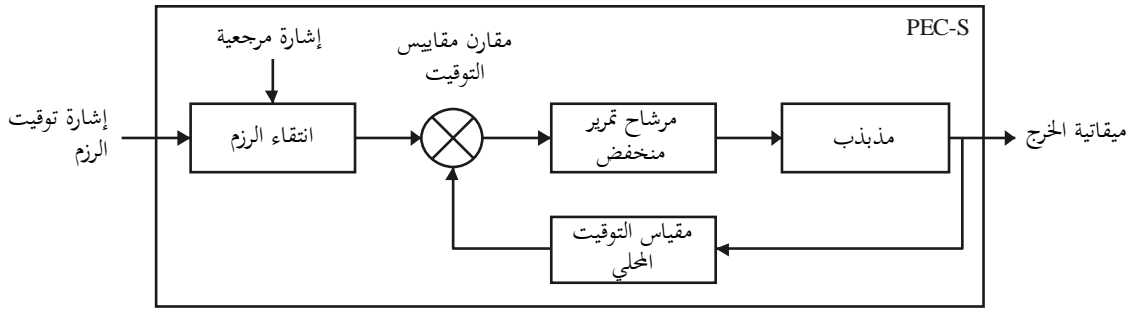 PEC-S
إشارة مرجعية
مقارن مقاييس
التوقيت
إشارة توقيت
الرزم
انتقاء الرزم
مرشاح تمرير
منخفض
مذبذب
ميقاتية الخرج
مقياس التوقيت
المحلي